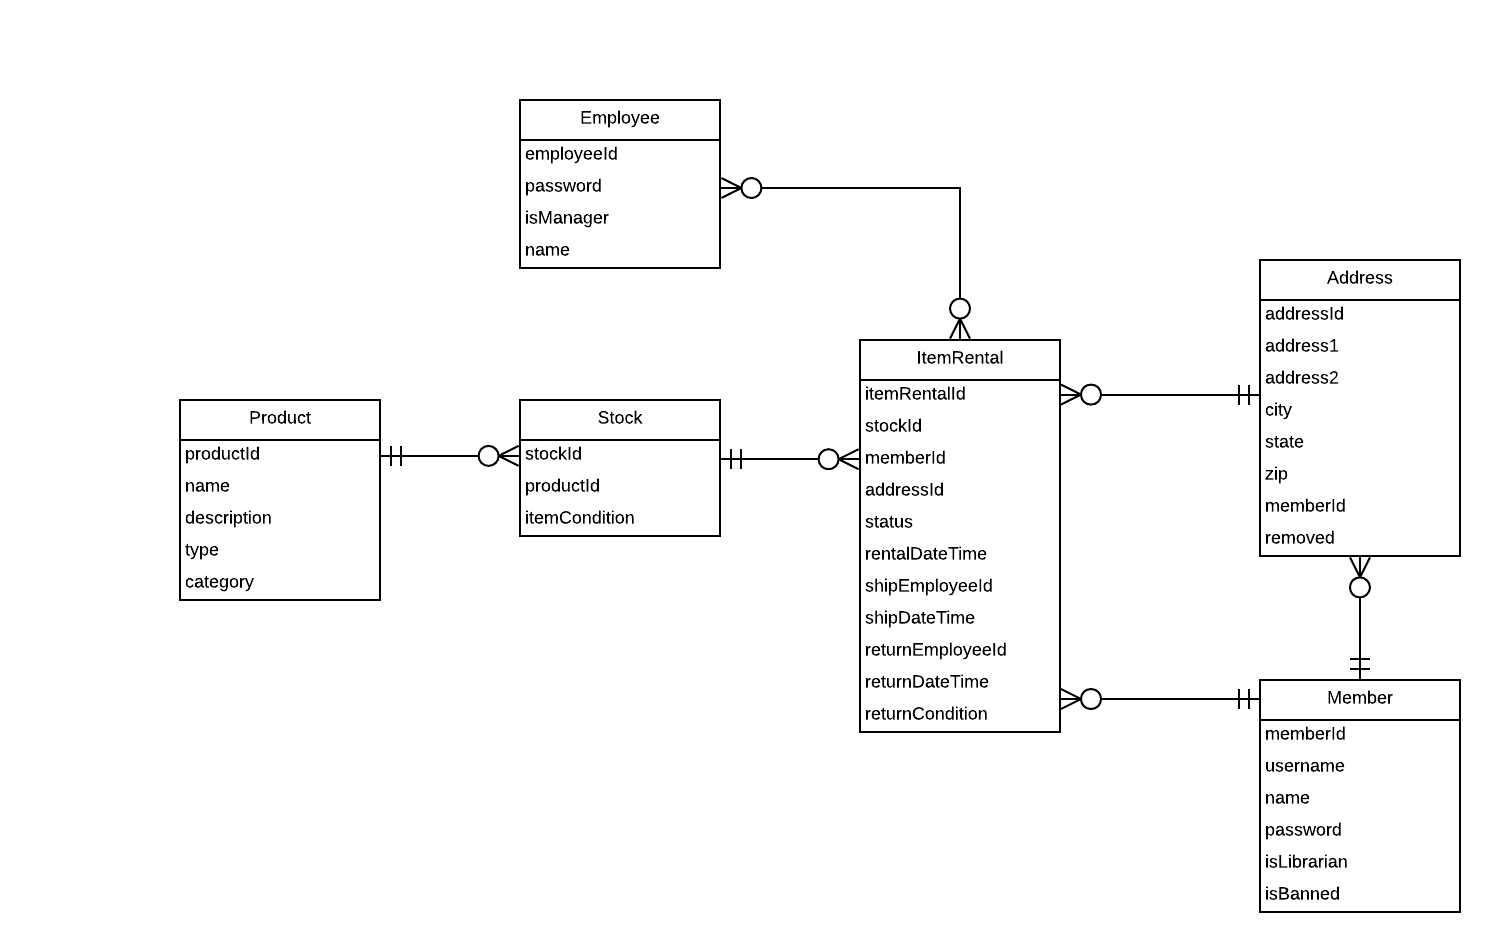 Employee
employeeId
password
isManager
name
Address
addressId
address1
address2
city
state
zip
memberId
removed
ItemRental
itemRentalId
stockId
memberId
addressId
status
rentalDateTime
shipEmployeeId
shipDateTime
returnEmployeeId
returnDateTime
returnCondition
Product
productId
name
description
type
category
Stock
stockId
productId
itemCondition
Member
memberId
username
name
password
isLibrarian
isBanned